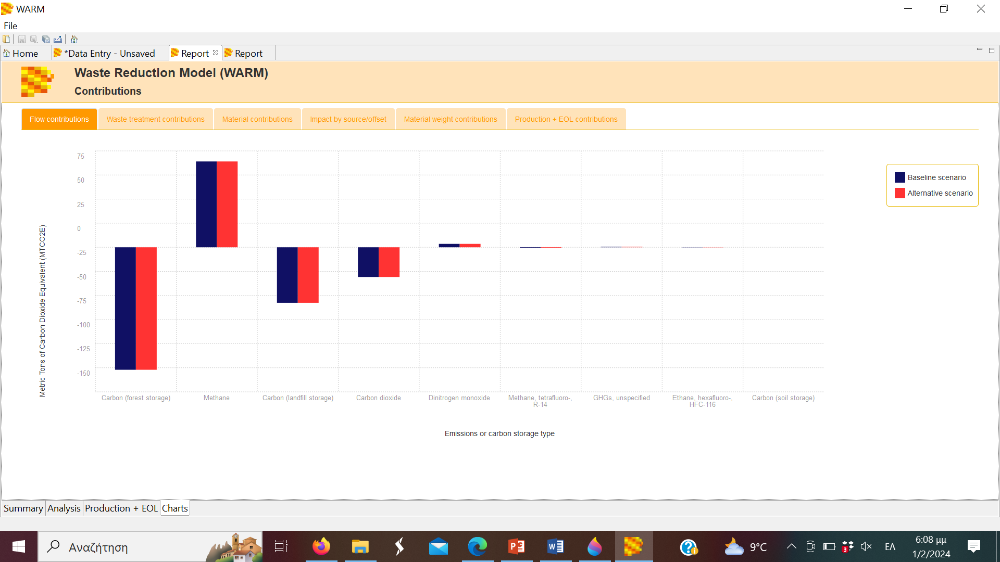 WARM
File
Home
*Data Entry - Unsaved
Report
Report
Waste Reduction Model (WARM)
Contributions
Flow contributions
Waste treatment contributions
Material contributions
Impact by source/offset
Material weight contributions
Production + EOL contributions
75
50
25
0
-25
-50
-75
-100
-125
-150
Metric Tons of Carbon Dioxide Equivalent (MTCO2E)
Baseline scenario
Alternative scenario
Carbon (forest storage)
Methane
Carbon (landfill storage)
Carbon dioxide
Dinitrogen monoxide
Methane, tetrafluoro-,
R-14
GHGs, unspecified
Ethane, hexafluoro-,
HFC-116
Carbon (soil storage)
Emissions or carbon storage type
Summary
Analysis
Production + EOL
Charts
Αναζήτηση
9°C
3
ΕΛ
6:08 μμ
1/2/2024